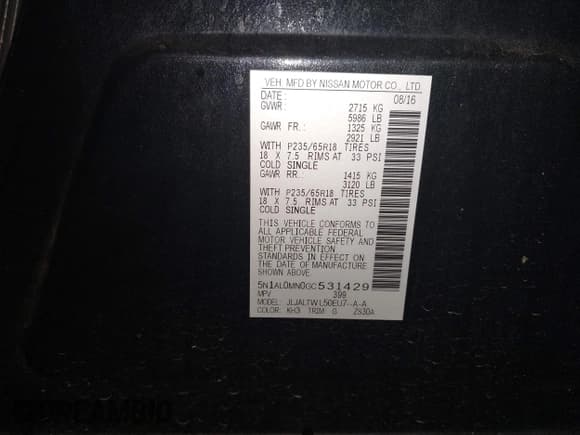 VEH. MFD BY NISSAN MOTOR CO., LTD.
DATE: 08/16
GVWR: 2715 KG
5986 LB
GAWR FR.: 1325 KG
2921 LB
WITH P235/65R18 TIRES
18 X 7.5 RIMS AT 33 PSI
COLD SINGLE
GAWR RR.: 1415 KG
3120 LB
WITH P235/65R18 TIRES
18 X 7.5 RIMS AT 33 PSI
COLD SINGLE
THIS VEHICLE CONFORMS TO
ALL APPLICABLE FEDERAL
MOTOR VEHICLE SAFETY AND
THEFT PREVENTION
STANDARDS IN EFFECT ON
THE DATE OF MANUFACTURE
SHOWN ABOVE.
5N1AL0MN0GC531429
MPV 399
MODEL: JLJALTWL50EU7--A-A
COLOR: KH3 TRIM G ZS30A